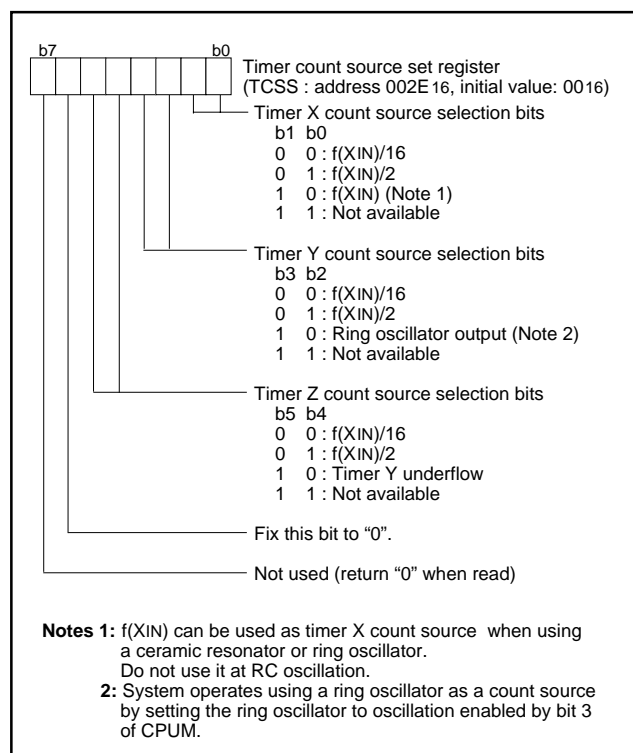 b7 b0
Timer count source set register
(TCSS : address 002E16, initial value: 0016)
Timer X count source selection bits
b1 b0
0 0 : f(XIN)/16
0 1 : f(XIN)/2
1 0 : f(XIN) (Note 1)
1 1 : Not available
Timer Y count source selection bits
b3 b2
0 0 : f(XIN)/16
0 1 : f(XIN)/2
1 0 : Ring oscillator output (Note 2)
1 1 : Not available
Timer Z count source selection bits
b5 b4
0 0 : f(XIN)/16
0 1 : f(XIN)/2
1 0 : Timer Y underflow
1 1 : Not available
Fix this bit to “0”.
Not used (return “0” when read)
Notes 1: f(XIN) can be used as timer X count source when using
a ceramic resonator or ring oscillator.
Do not use it at RC oscillation.
2: System operates using a ring oscillator as a count source
by setting the ring oscillator to oscillation enabled by bit 3
of CPUM.